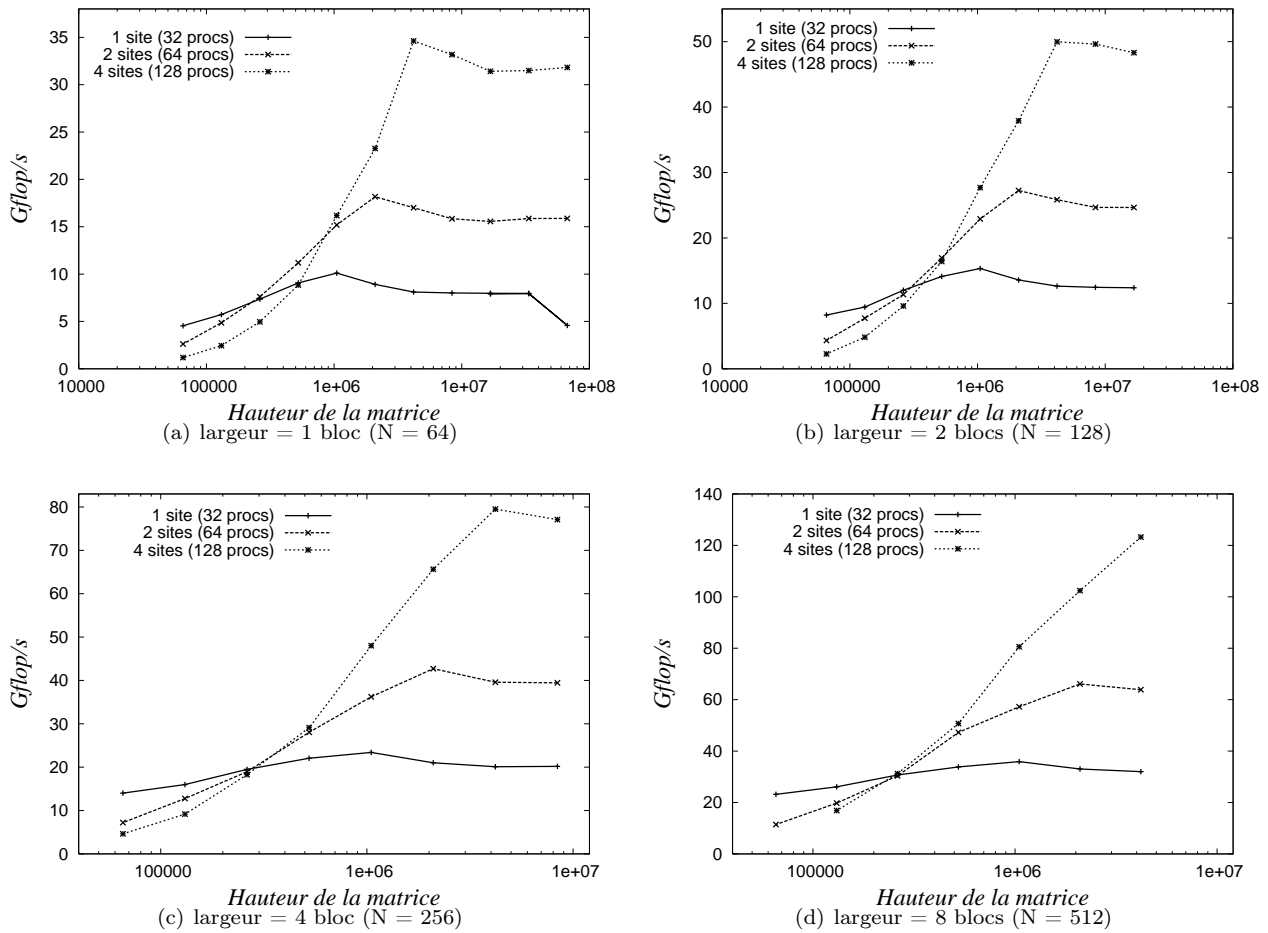 35
30
25
20
15
10
5
0
Gflop/s
1 site (32 procs)
2 sites (64 procs)
4 sites (128 procs)
10000 100000 1e+06 1e+07 1e+08
Hauteur de la matrice
(a) largeur = 1 bloc (N = 64)
50
40
30
20
10
0
Gflop/s
1 site (32 procs)
2 sites (64 procs)
4 sites (128 procs)
10000 100000 1e+06 1e+07 1e+08
Hauteur de la matrice
(b) largeur = 2 blocs (N = 128)
80
70
60
50
40
30
20
10
0
Gflop/s
1 site (32 procs)
2 sites (64 procs)
4 sites (128 procs)
100000 1e+06 1e+07
Hauteur de la matrice
(c) largeur = 4 bloc (N = 256)
140
120
100
80
60
40
20
0
Gflop/s
1 site (32 procs)
2 sites (64 procs)
4 sites (128 procs)
100000 1e+06 1e+07
Hauteur de la matrice
(d) largeur = 8 blocs (N = 512)